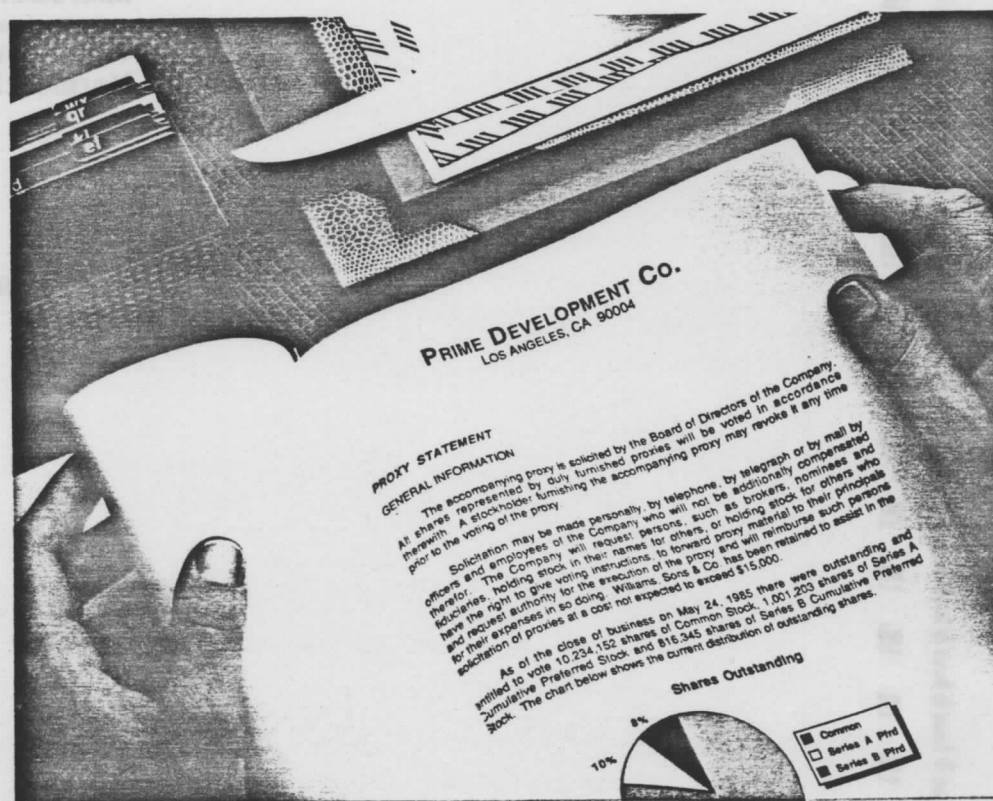 PRIME DEVELOPMENT CO.
LOS ANGELES, CA 90004
PROXY STATEMENT
GENERAL INFORMATION
The accompanying proxy is solicited by the Board of Directors of the Company.
All shares represented by duly furnished proxies will be voted in accordance
therewith. A stockholder furnishing the accompanying proxy may revoke it any time
prior to the voting of the proxy.
Solicitation may be made personally, by telephone, by telegraph or by mail by
officers and employees of the Company who will not be additionally compensated
therefor. The Company will request persons, such as brokers, nominees and
fiduciaries, holding stock in their names for others, or holding stock for others who
have the right to give voting instructions, to forward proxy material to their principals
and request authority for the execution of the proxy and will reimburse such persons
for their expenses in so doing. Williams, Sons & Co. has been retained to assist in the
solicitation of proxies at a cost not expected to exceed $15,000.
As of the close of business on May 24, 1985 there were outstanding and
entitled to vote 10,234,152 shares of Common Stock, 1,001,203 shares of Series A
Cumulative Preferred Stock and 816,345 shares of Series B Cumulative Preferred
Stock. The chart below shows the current distribution of outstanding shares.
Shares Outstanding
8%
10%
Common
Series A Pfrd
Series B Pfrd